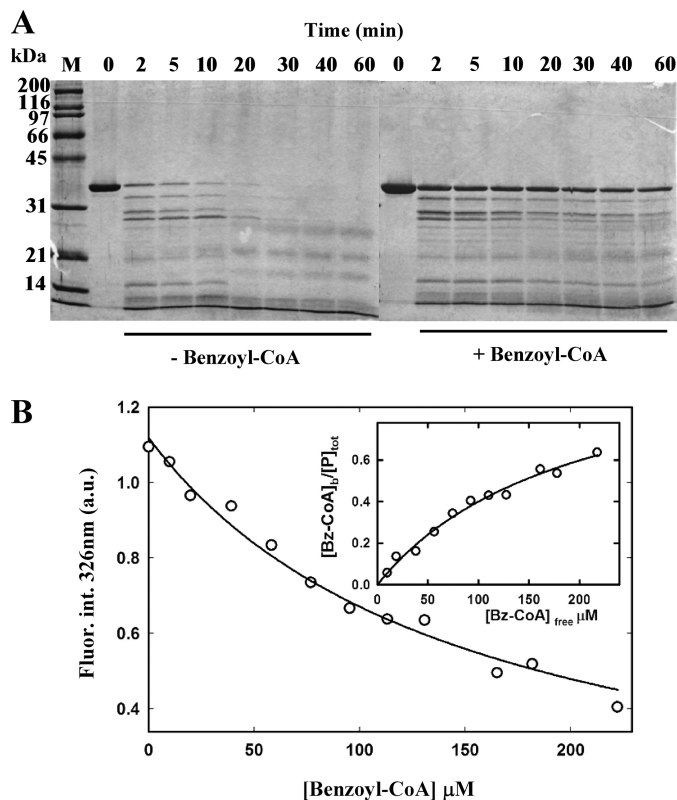 A
Time (min)
kDa M 0 2 5 10 20 30 40 60 0 2 5 10 20 30 40 60
200
116
97
66
45
31
21
14
- Benzoyl-CoA + Benzoyl-CoA
B
1.2
1.0
0.8
0.6
0.4
Fluor. int. 326nm (a.u.)
0 50 100 150 200
[Benzoyl-CoA] μM
0.6
0.4
0.2
0.0
[Bz-CoA]b/[P]tot
0 50 100 150 200
[Bz-CoA] free μM